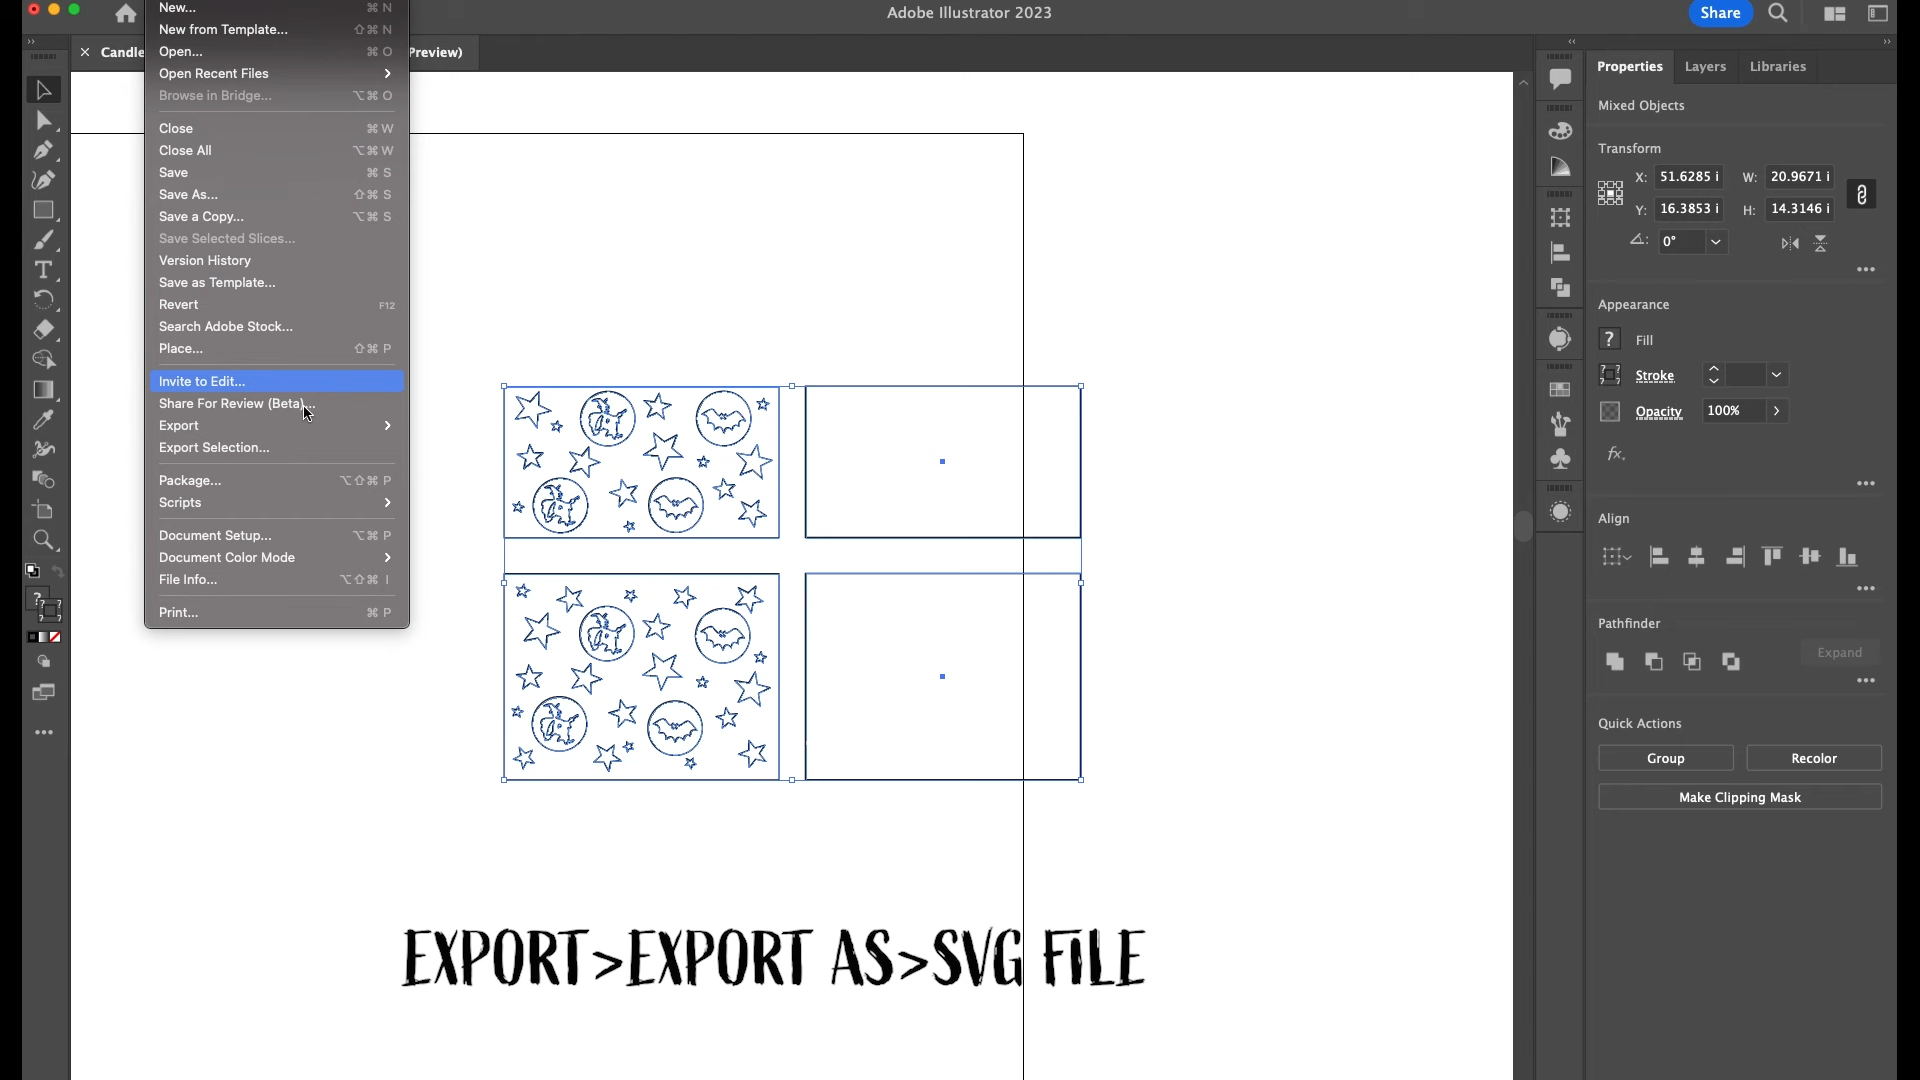 Adobe Illustrator 2023
Share
New... ⌘ N
New from Template... ⇧⌘ N
Open... ⌘ O
Open Recent Files
Browse in Bridge... ⌥⌘ O
Close ⌘ W
Close All ⌥⌘ W
Save ⌘ S
Save As... ⇧⌘ S
Save a Copy... ⌥⌘ S
Save Selected Slices...
Version History
Save as Template...
Revert F12
Search Adobe Stock...
Place... ⇧⌘ P
Invite to Edit...
Share For Review (Beta)...
Export
Export Selection...
Package... ⌥⇧⌘ P
Scripts
Document Setup... ⌥⌘ P
Document Color Mode
File Info... ⌥⇧⌘ I
Print... ⌘ P
× Candle
Preview)
EXPORT>EXPORT AS>SVG FILE
Properties Layers Libraries
Mixed Objects
Transform
X: 51.6285 i W: 20.9671 i
Y: 16.3853 i H: 14.3146 i
0°
Appearance
? Fill
Stroke
Opacity 100%
fx.
Align
Pathfinder
Expand
Quick Actions
Group Recolor
Make Clipping Mask